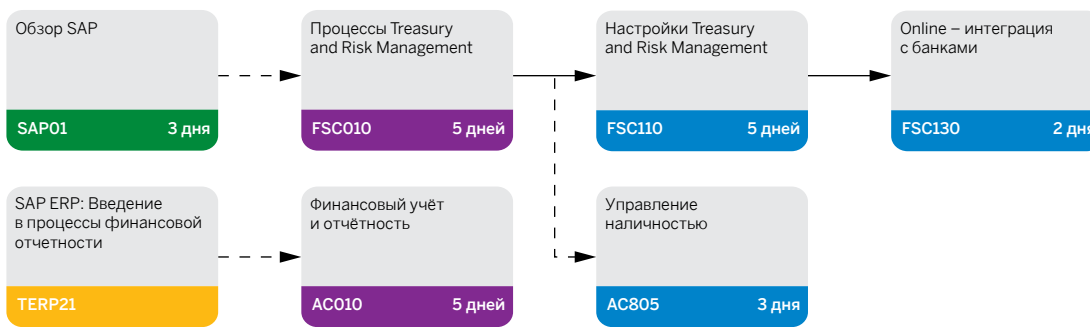 Обзор SAP
SAP01 3 дня
Процессы Treasury
and Risk Management
FSC010 5 дней
Настройки Treasury
and Risk Management
FSC110 5 дней
Online – интеграция
с банками
FSC130 2 дня
SAP ERP: Введение
в процессы финансовой
отчетности
TERP21
Финансовый учёт
и отчётность
AC010 5 дней
Управление
наличностью
AC805 3 дня